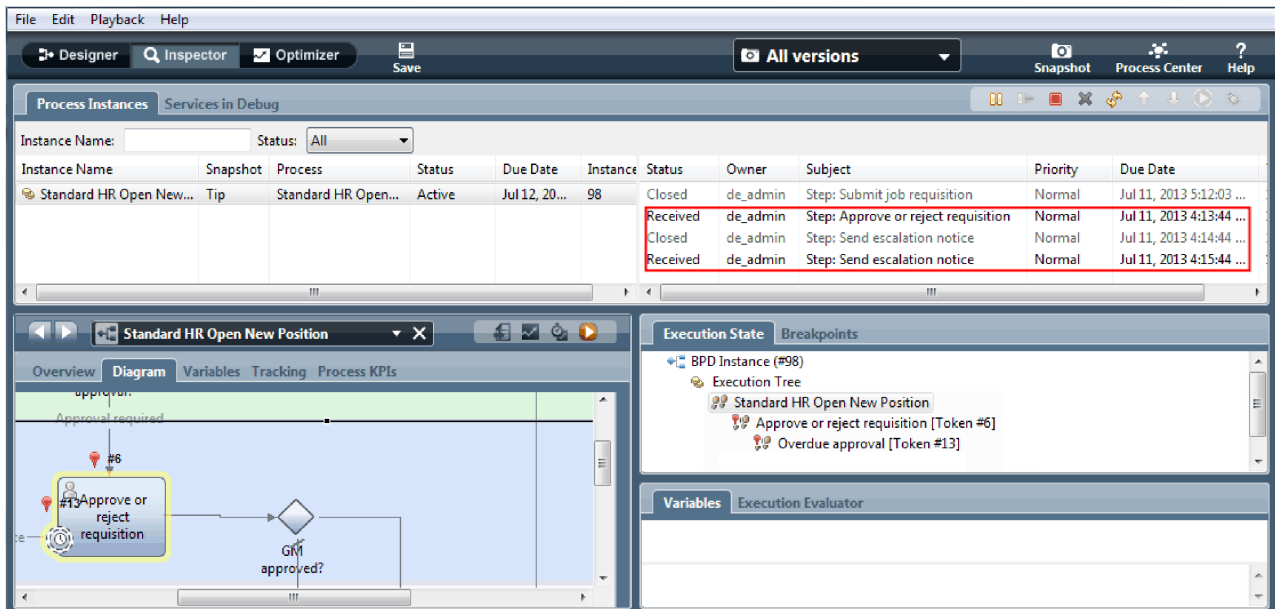 File Edit Playback Help
Designer Inspector Optimizer Save All versions Snapshot Process Center Help
Process Instances Services in Debug
Instance Name: Status: All
Instance Name Snapshot Process Status Due Date Instance Status Owner Subject Priority Due Date
Standard HR Open New... Tip Standard HR Open... Active Jul 12, 20... 98 Closed de_admin Step: Submit job requisition Normal Jul 11, 2013 5:12:03 ...
Received de_admin Step: Approve or reject requisition Normal Jul 11, 2013 4:13:44 ...
Closed de_admin Step: Send escalation notice Normal Jul 11, 2013 4:14:44 ...
Received de_admin Step: Send escalation notice Normal Jul 11, 2013 4:15:44 ...
Standard HR Open New Position
Overview Diagram Variables Tracking Process KPIs
approval?
Approval required
#6
#13
Approve or
reject
requisition
GM
approved?
Execution State Breakpoints
BPD Instance (#98)
Execution Tree
Standard HR Open New Position
Approve or reject requisition [Token #6]
Overdue approval [Token #13]
Variables Execution Evaluator